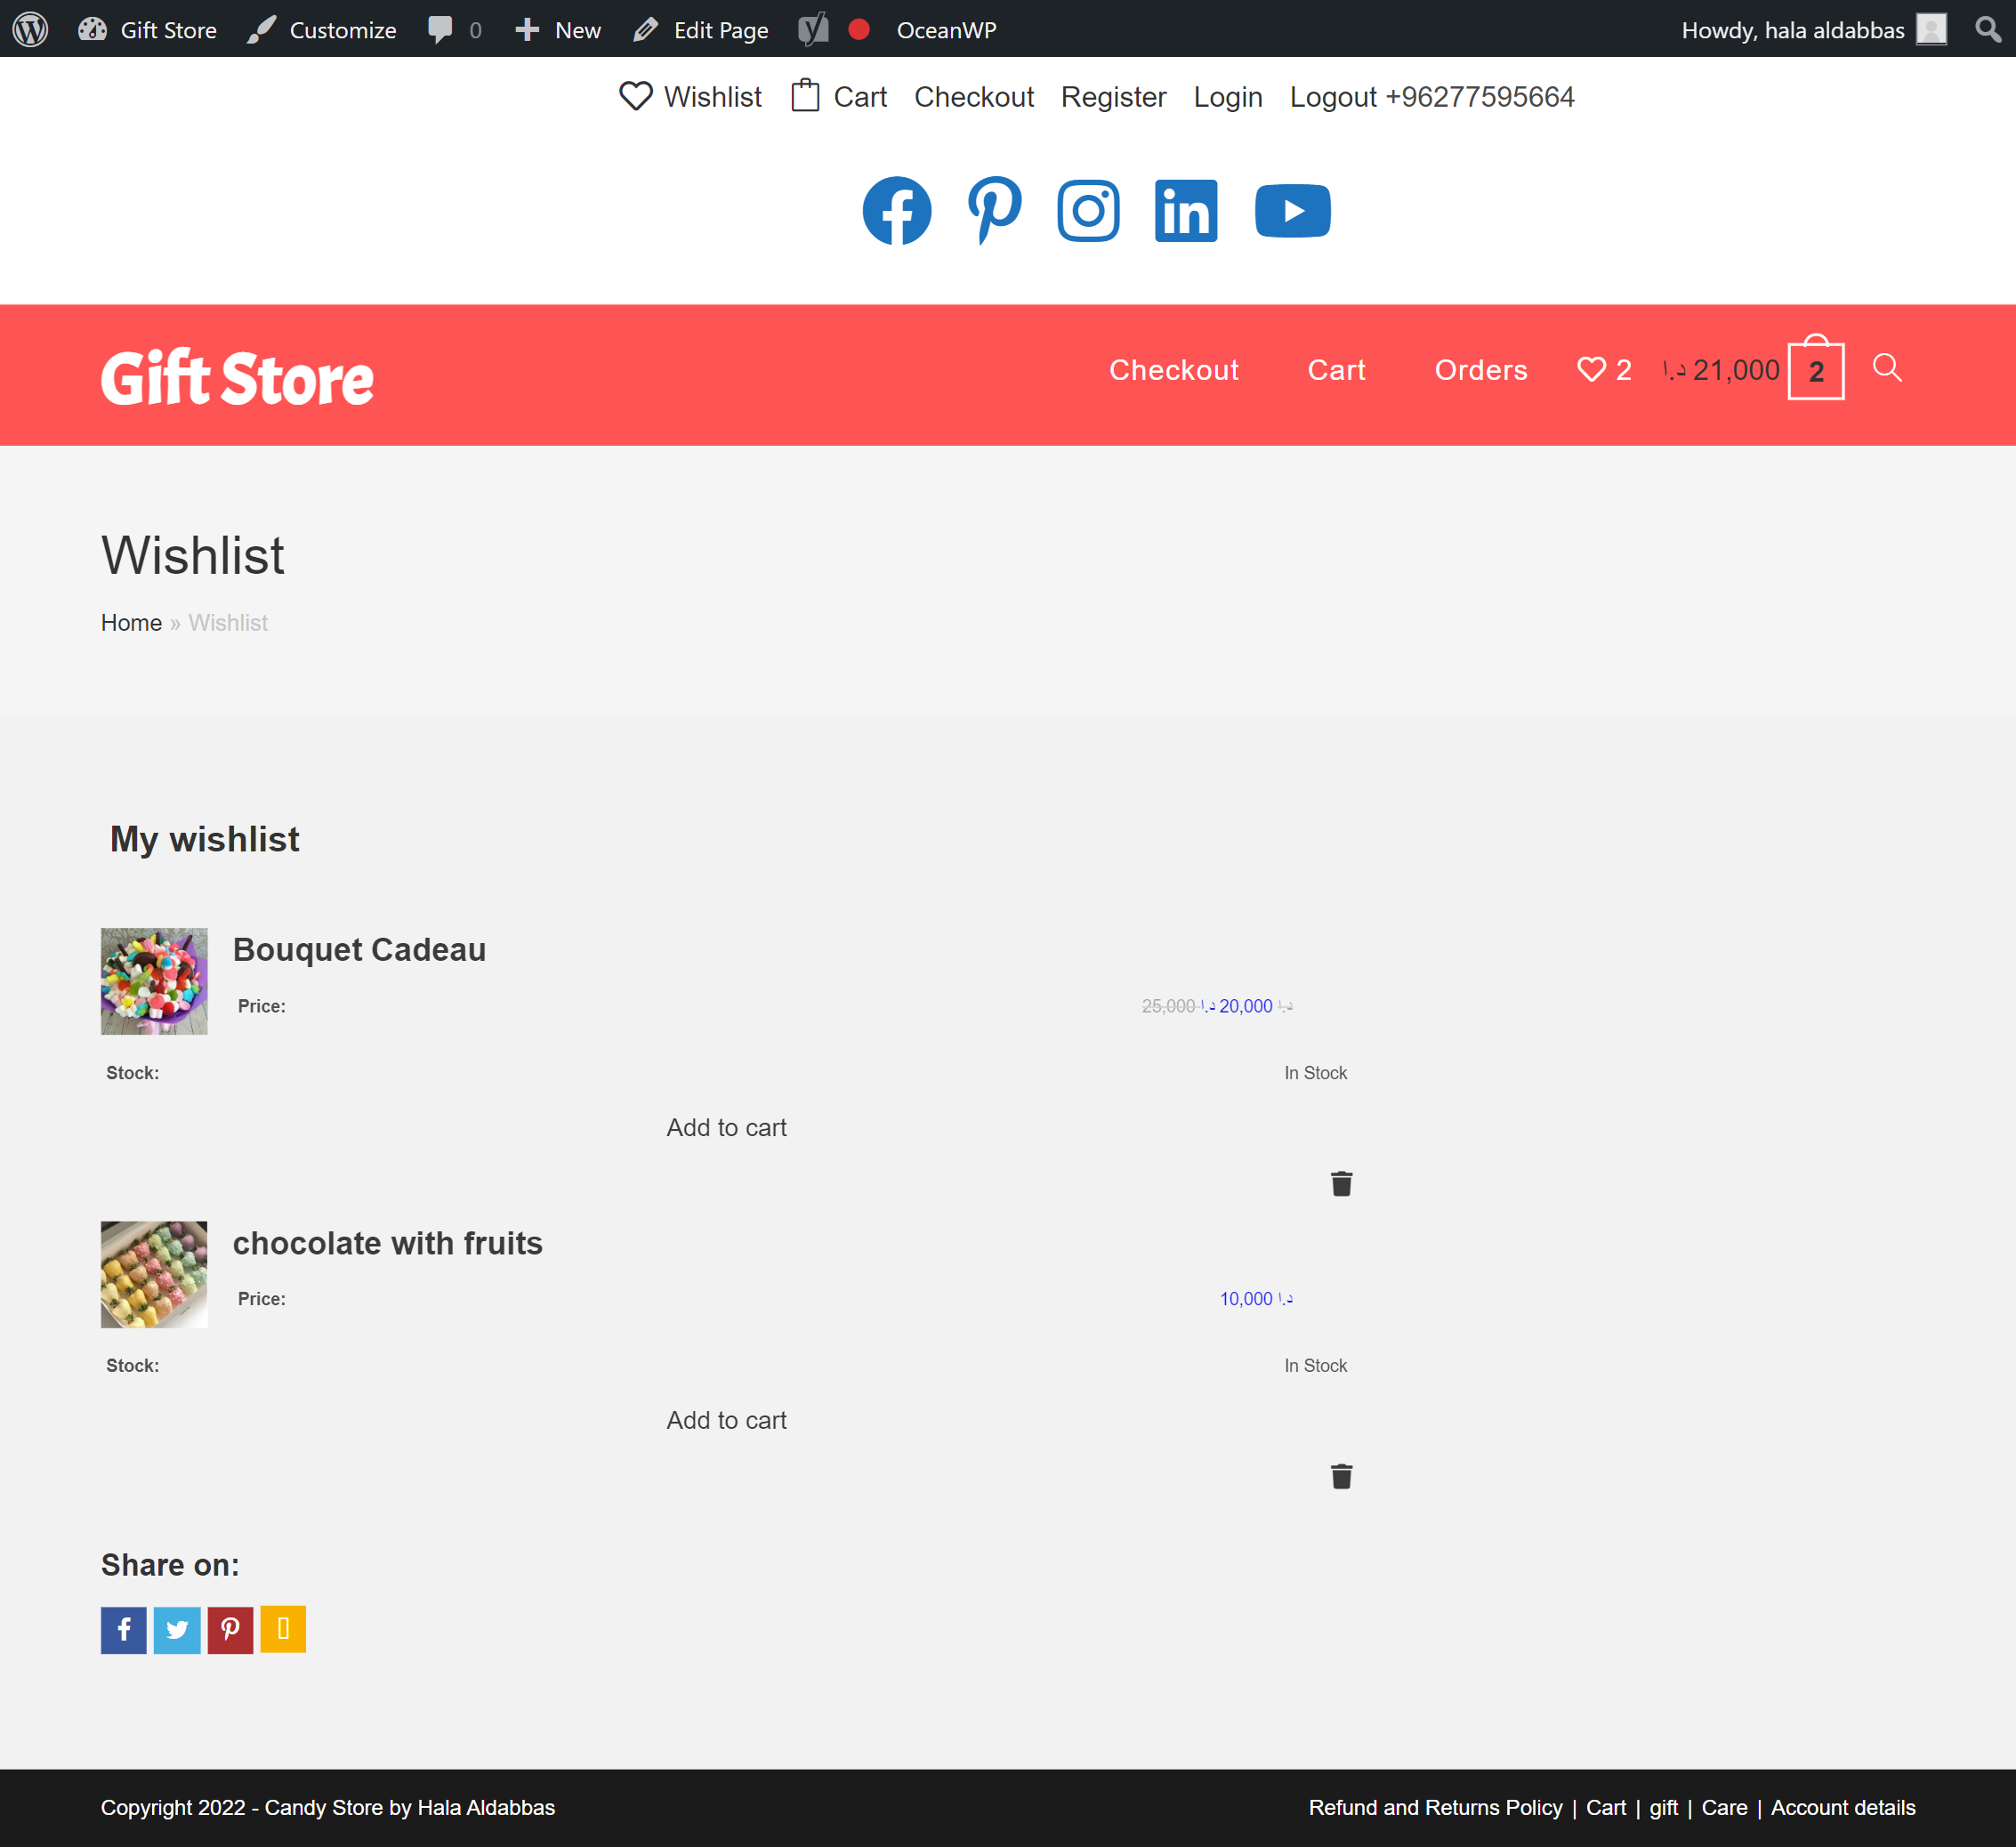 Gift Store Customize 0 New Edit Page OceanWP Howdy, hala aldabbas
Wishlist Cart Checkout Register Login Logout +96277595664
Gift Store
Checkout Cart Orders 2 د.ا 21,000 2
Wishlist
Home » Wishlist
My wishlist
Bouquet Cadeau
Price: 25,000 د.ا 20,000 د.ا
Stock: In Stock
Add to cart
chocolate with fruits
Price: 10,000 د.ا
Stock: In Stock
Add to cart
Share on:
Copyright 2022 - Candy Store by Hala Aldabbas
Refund and Returns Policy | Cart | gift | Care | Account details